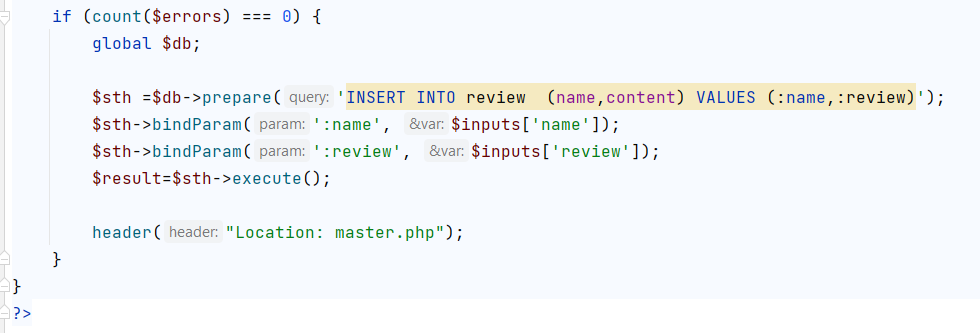 if (count($errors) === 0) {
global $db;
$sth =$db->prepare( query: 'INSERT INTO review  (name,content) VALUES (:name,:review)');
$sth->bindParam( param: ':name',  &var: $inputs['name']);
$sth->bindParam( param: ':review',  &var: $inputs['review']);
$result=$sth->execute();
header( header: "Location: master.php");
}
}
?>